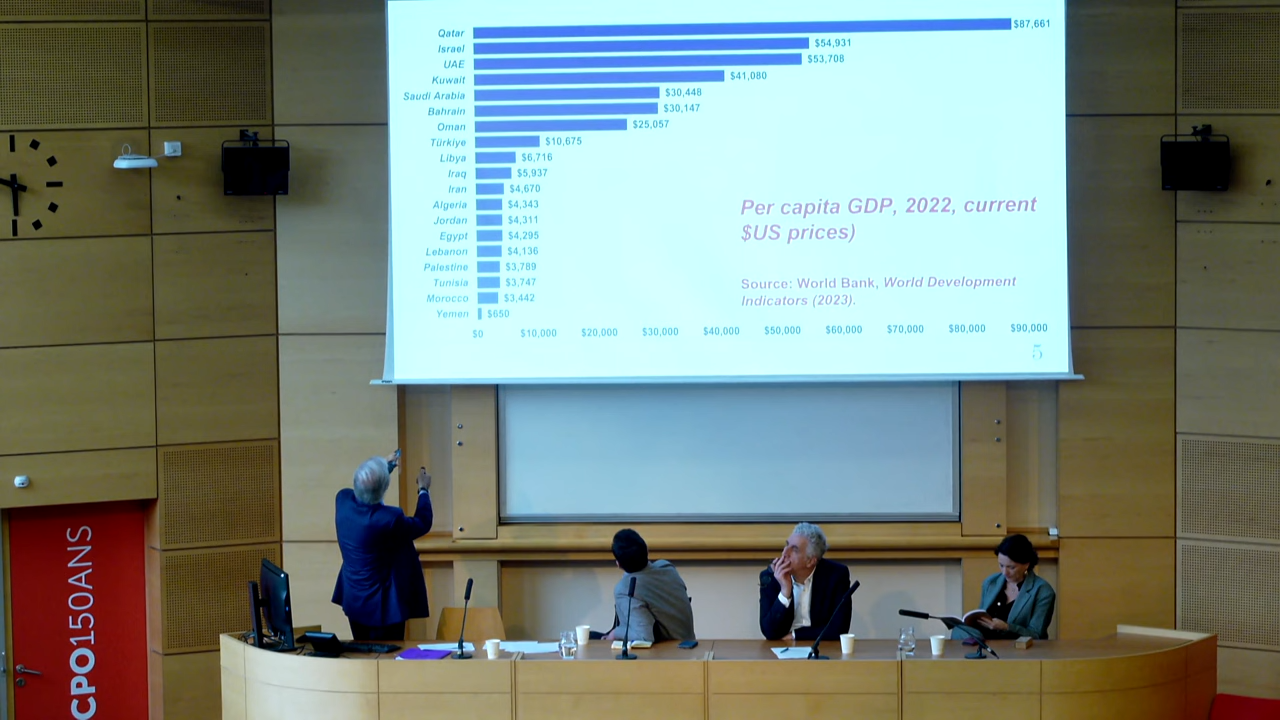 Qatar $87,661
Israel $54,931
UAE $53,708
Kuwait $41,080
Saudi Arabia $30,448
Bahrain $30,147
Oman $25,057
Türkiye $10,675
Libya $6,716
Iraq $5,937
Iran $4,670
Algeria $4,343
Jordan $4,311
Egypt $4,295
Lebanon $4,136
Palestine $3,789
Tunisia $3,747
Morocco $3,442
Yemen $650
$0 $10,000 $20,000 $30,000 $40,000 $50,000 $60,000 $70,000 $80,000 $90,000
Per capita GDP, 2022, current
$US prices)
Source: World Bank, World Development
Indicators (2023).
5
CPO150ANS